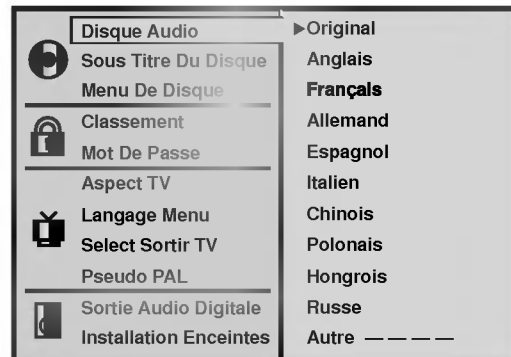 Disque Audio
Sous Titre Du Disque
Menu De Disque
Classement
Mot De Passe
Aspect TV
Langage Menu
Select Sortir TV
Pseudo PAL
Sortie Audio Digitale
Installation Enceintes
▶Original
Anglais
Français
Allemand
Espagnol
Italien
Chinois
Polonais
Hongrois
Russe
Autre — — — —